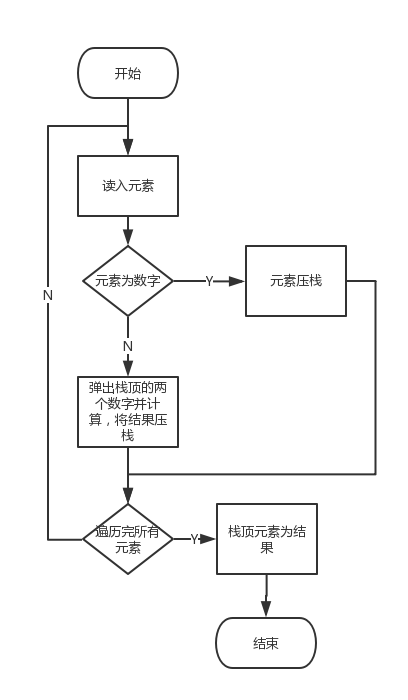 开始
读入元素
元素为数字
Y
元素压栈
N
N
弹出栈顶的两
个数字并计
算，将结果压
栈
遍历完所有
元素
Y
栈顶元素为结
果
结束